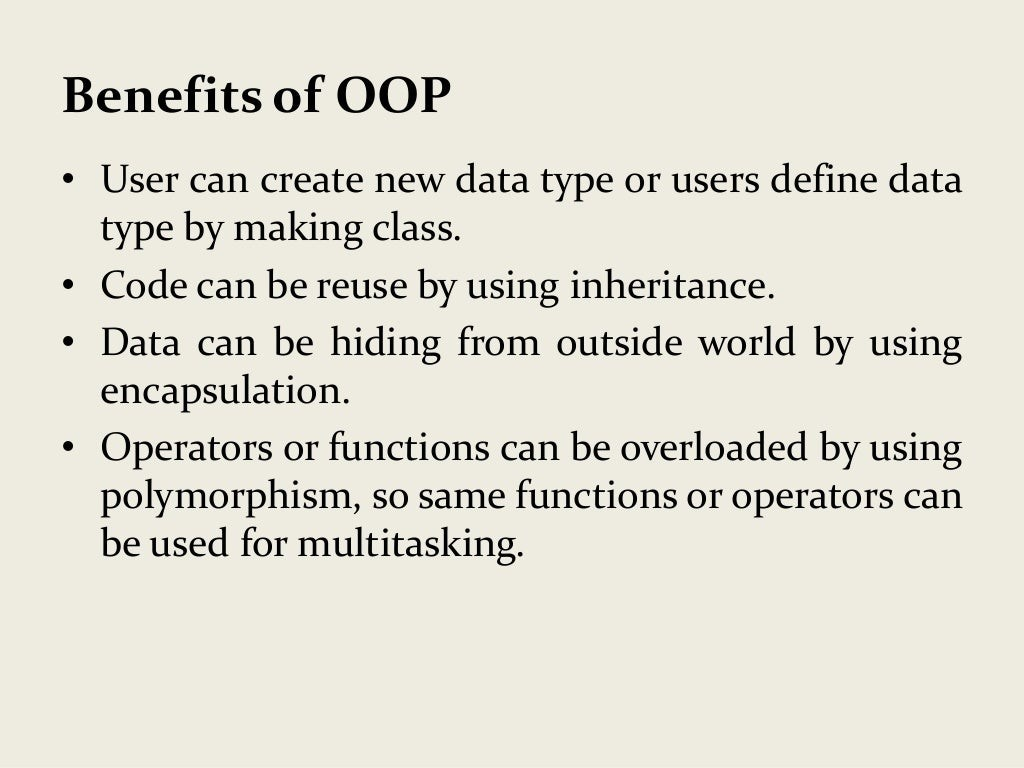 Benefits of OOP
• User can create new data type or users define data
type by making class.
• Code can be reuse by using inheritance.
• Data can be hiding from outside world by using
encapsulation.
• Operators or functions can be overloaded by using
polymorphism, so same functions or operators can
be used for multitasking.